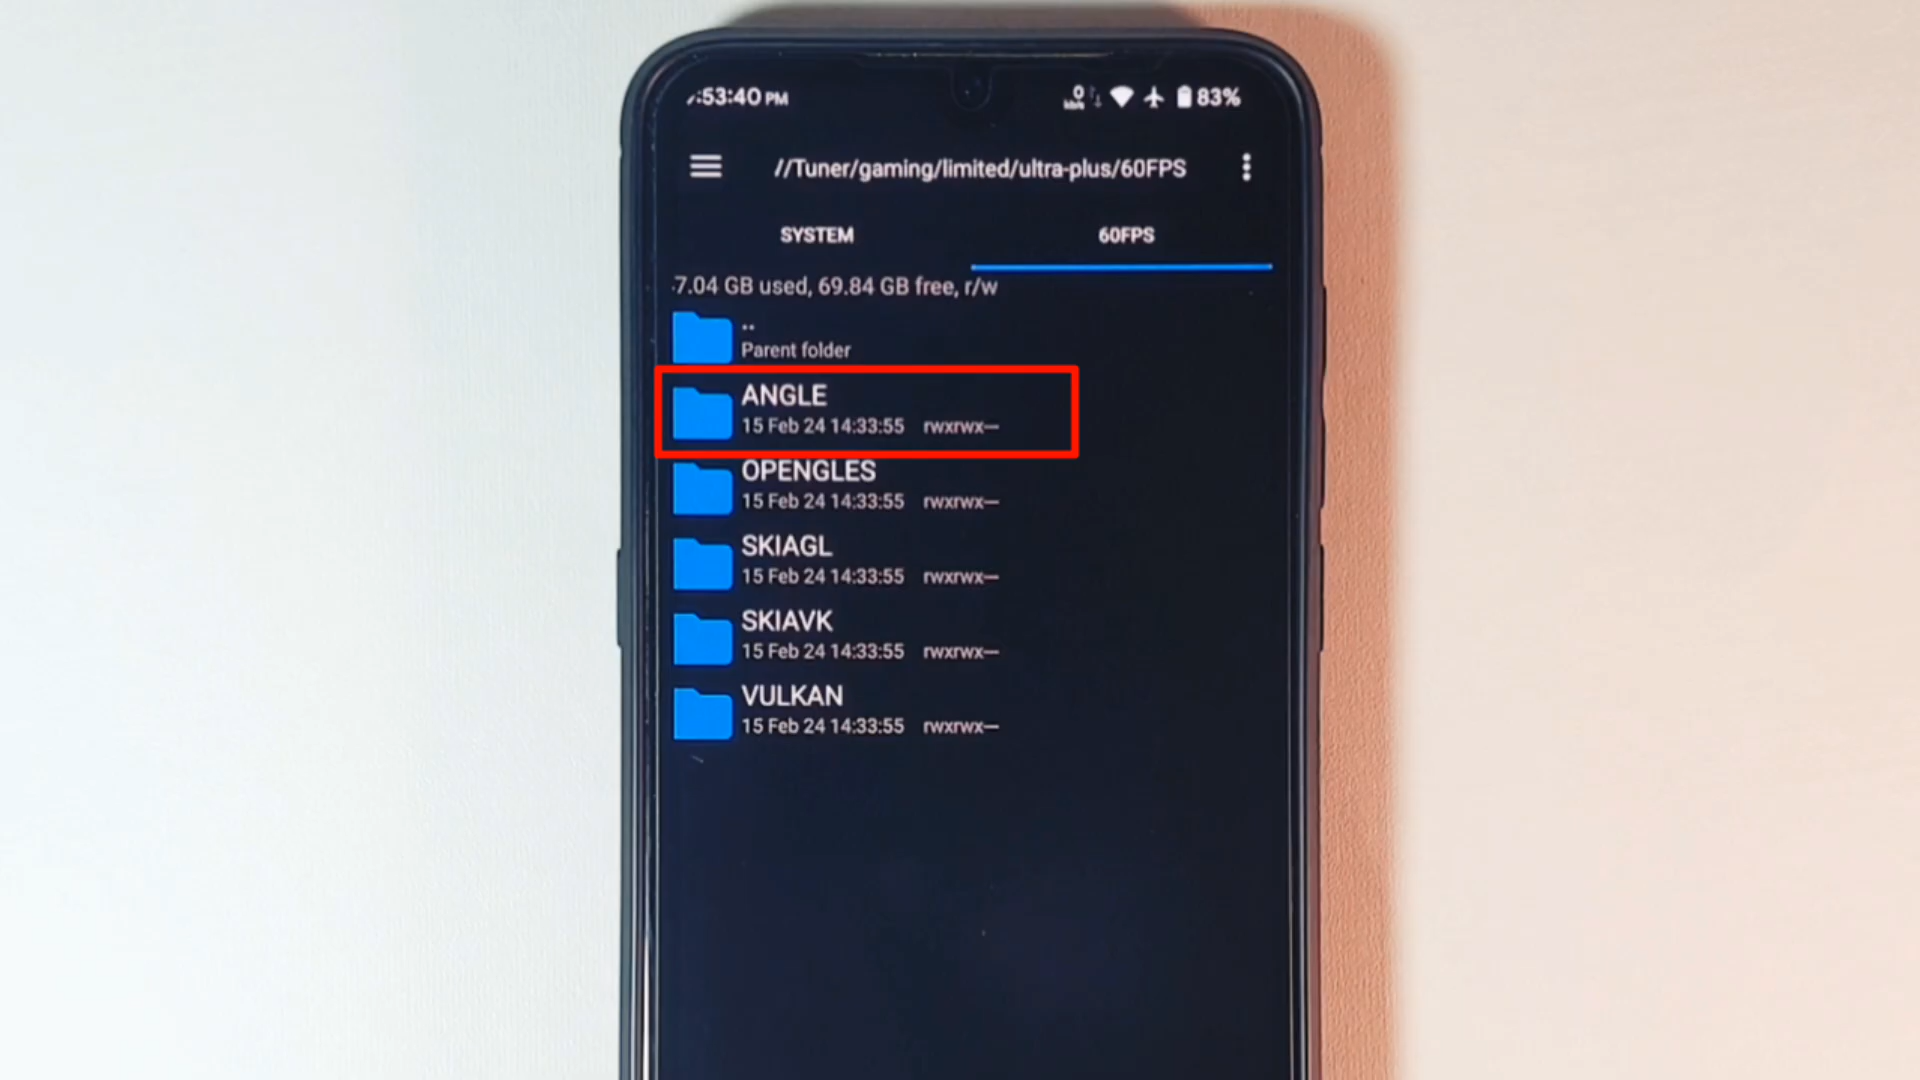 :53:40 PM
83%
//Tuner/gaming/limited/ultra-plus/60FPS
SYSTEM
60FPS
7.04 GB used, 69.84 GB free, r/w
..
Parent folder
ANGLE
15 Feb 24 14:33:55 rwxrwx---
OPENGLES
15 Feb 24 14:33:55 rwxrwx---
SKIAGL
15 Feb 24 14:33:55 rwxrwx---
SKIAVK
15 Feb 24 14:33:55 rwxrwx---
VULKAN
15 Feb 24 14:33:55 rwxrwx---